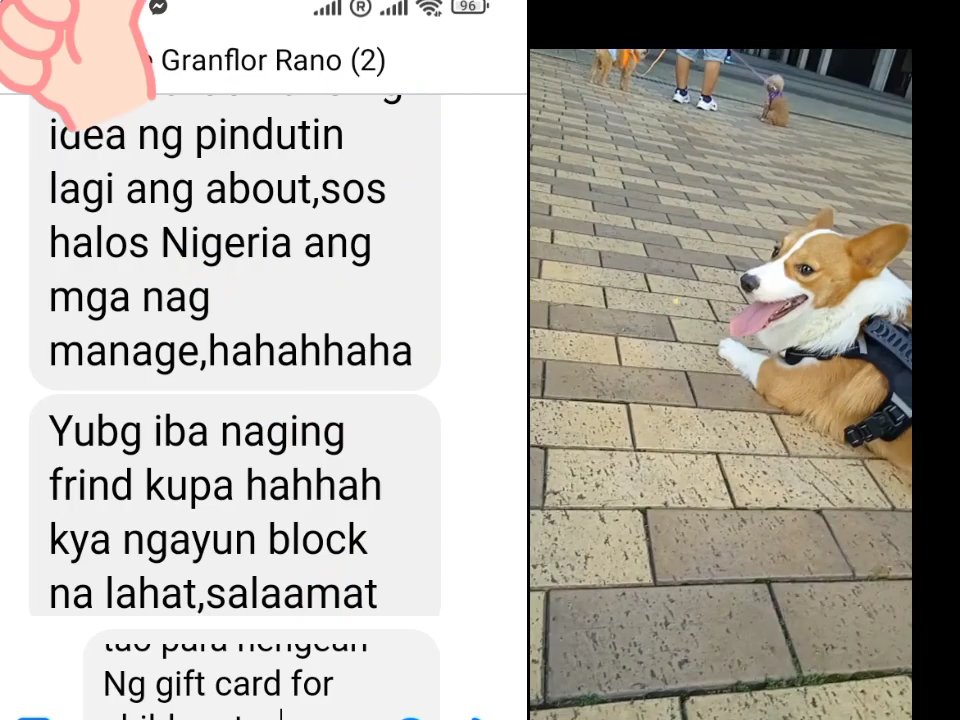 96
Granflor Rano (2)
idea ng pindutin
lagi ang about,sos
halos Nigeria ang
mga nag
manage,hahahhaha
Yubg iba naging
frind kupa hahhah
kya ngayun block
na lahat,salaamat
Ng gift card for